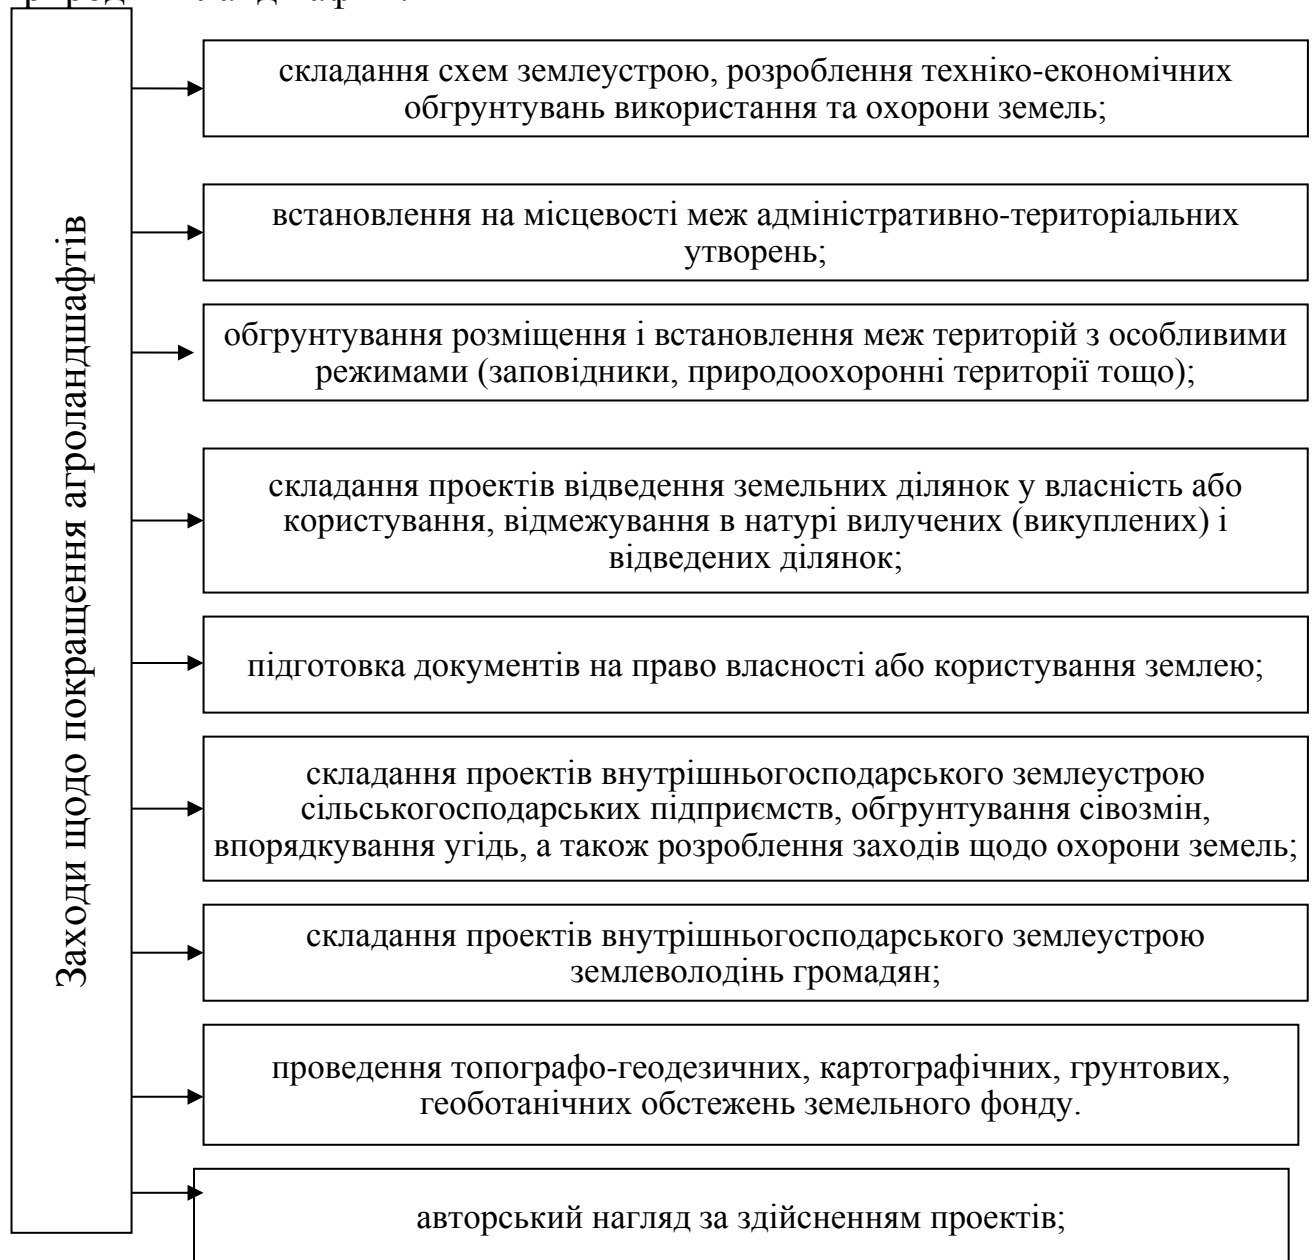 Заходи щодо покращення агроландшафтів
складання схем землеустрою, розроблення техніко-економічних
обгрунтувань використання та охорони земель;
встановлення на місцевості меж адміністративно-територіальних
утворень;
обгрунтування розміщення і встановлення меж територій з особливими
режимами (заповідники, природоохоронні території тощо);
складання проектів відведення земельних ділянок у власність або
користування, відмежування в натурі вилучених (викуплених) і
відведених ділянок;
підготовка документів на право власності або користування землею;
складання проектів внутрішньогосподарського землеустрою
сільськогосподарських підприємств, обгрунтування сівозмін,
впорядкування угідь, а також розроблення заходів щодо охорони земель;
складання проектів внутрішньогосподарського землеустрою
землеволодінь громадян;
проведення топографо-геодезичних, картографічних, грунтових,
геоботанічних обстежень земельного фонду.
авторський нагляд за здійсненням проектів;